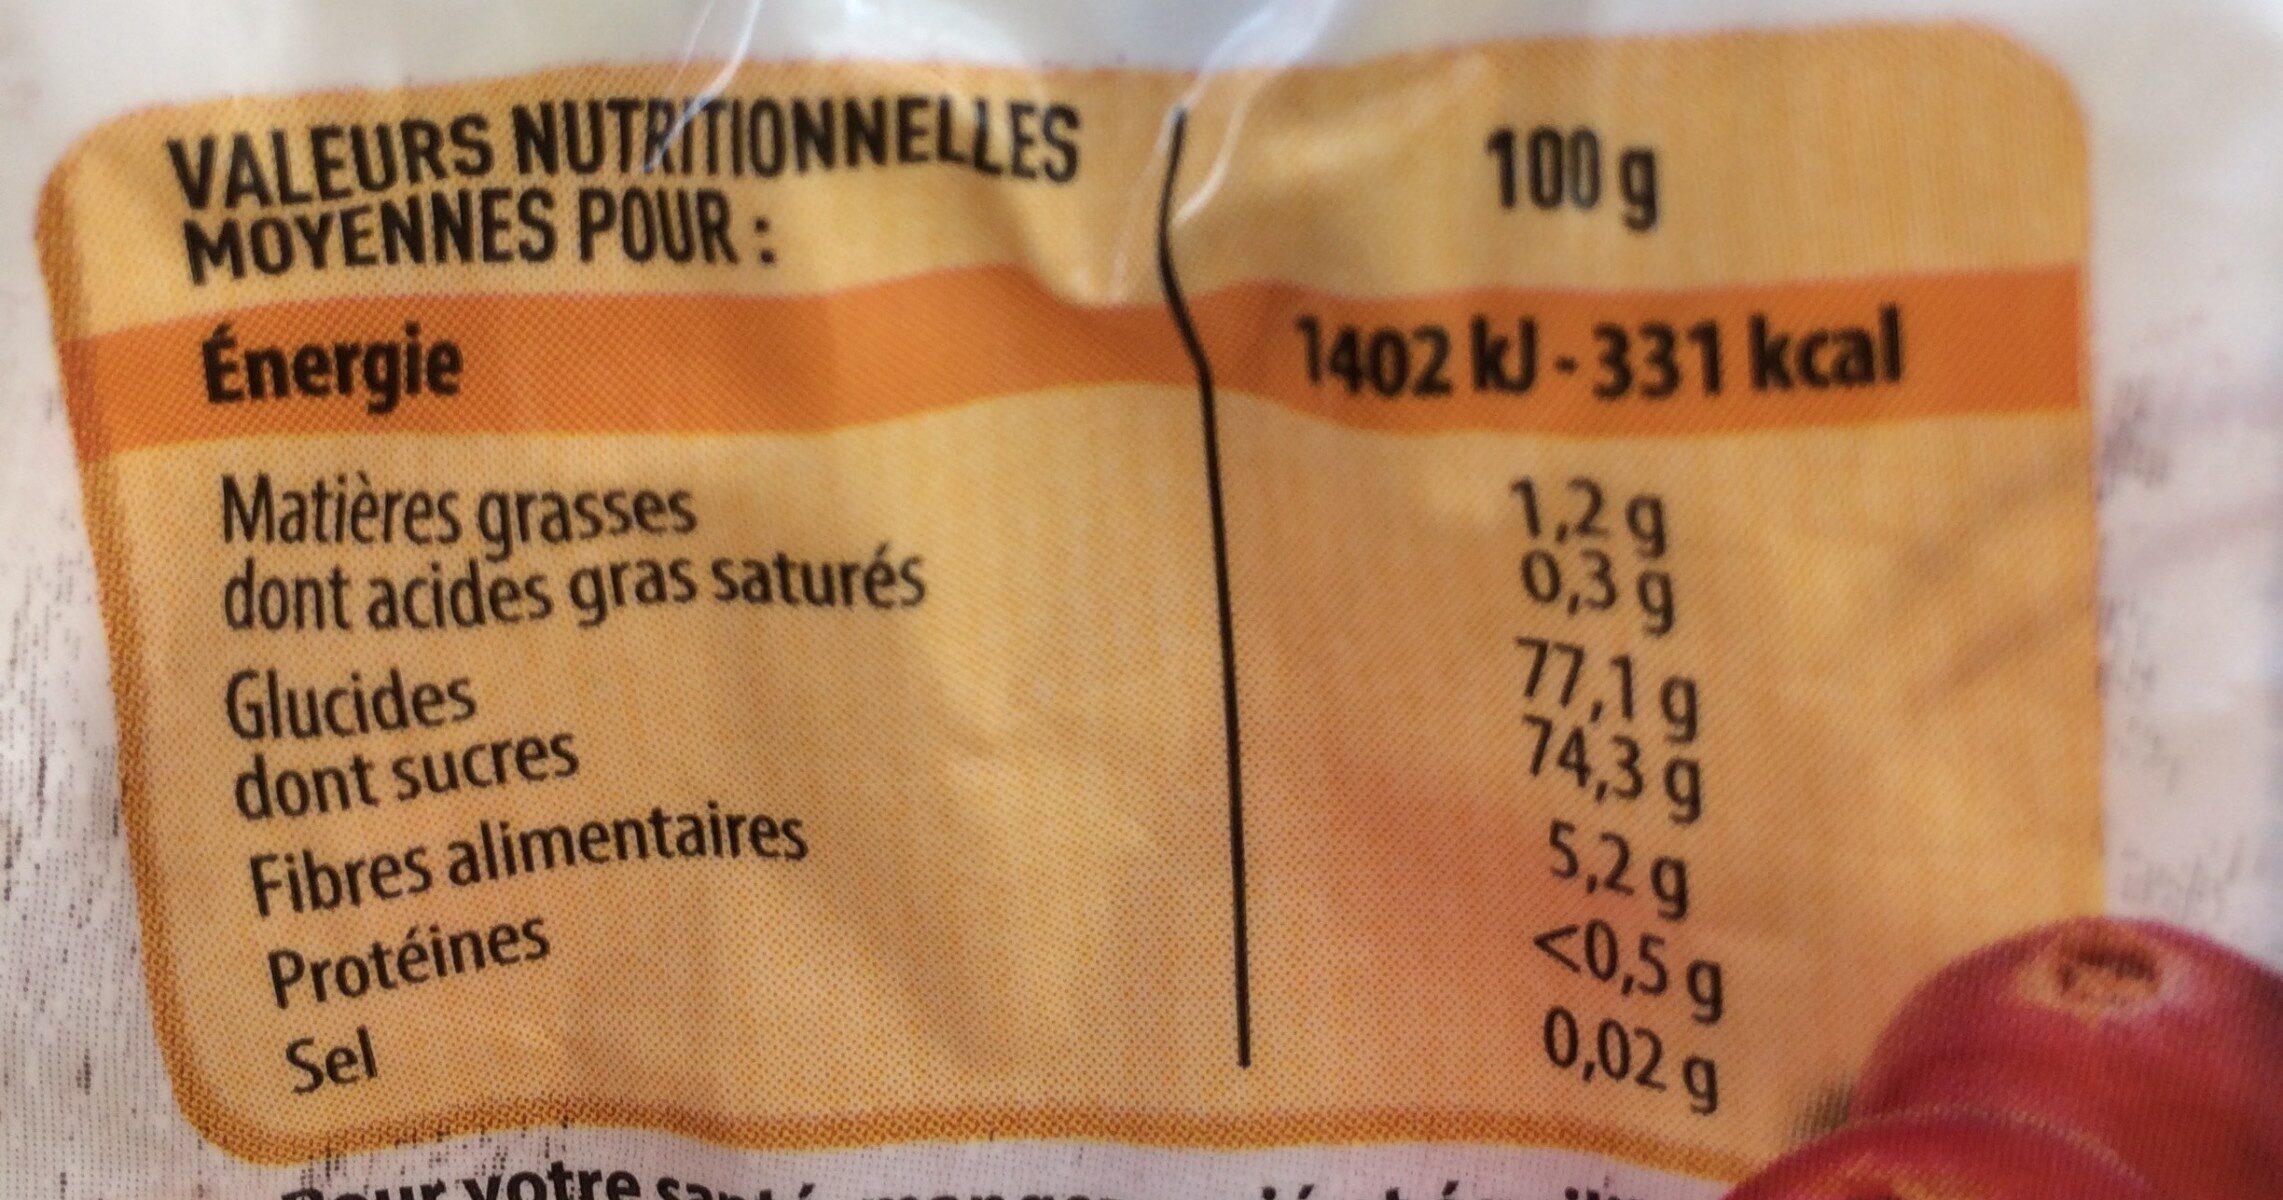 VALEURS NUTRITIONNELLES
MOYENNES POUR : 100 g
Énergie 1402 kJ - 331 kcal
Matières grasses 1,2 g
dont acides gras saturés 0,3 g
Glucides 77,1 g
dont sucres 74,3 g
Fibres alimentaires 5,2 g
Protéines <0,5 g
Sel 0,02 g
votre